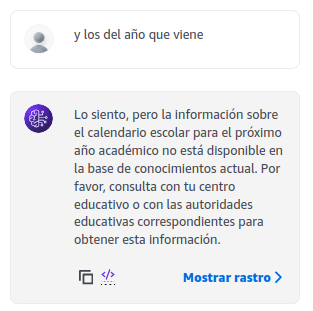 y los del año que viene
Lo siento, pero la información sobre
el calendario escolar para el próximo
año académico no está disponible en
la base de conocimientos actual. Por
favor, consulta con tu centro
educativo o con las autoridades
educativas correspondientes para
obtener esta información.
</> Mostrar rastro >